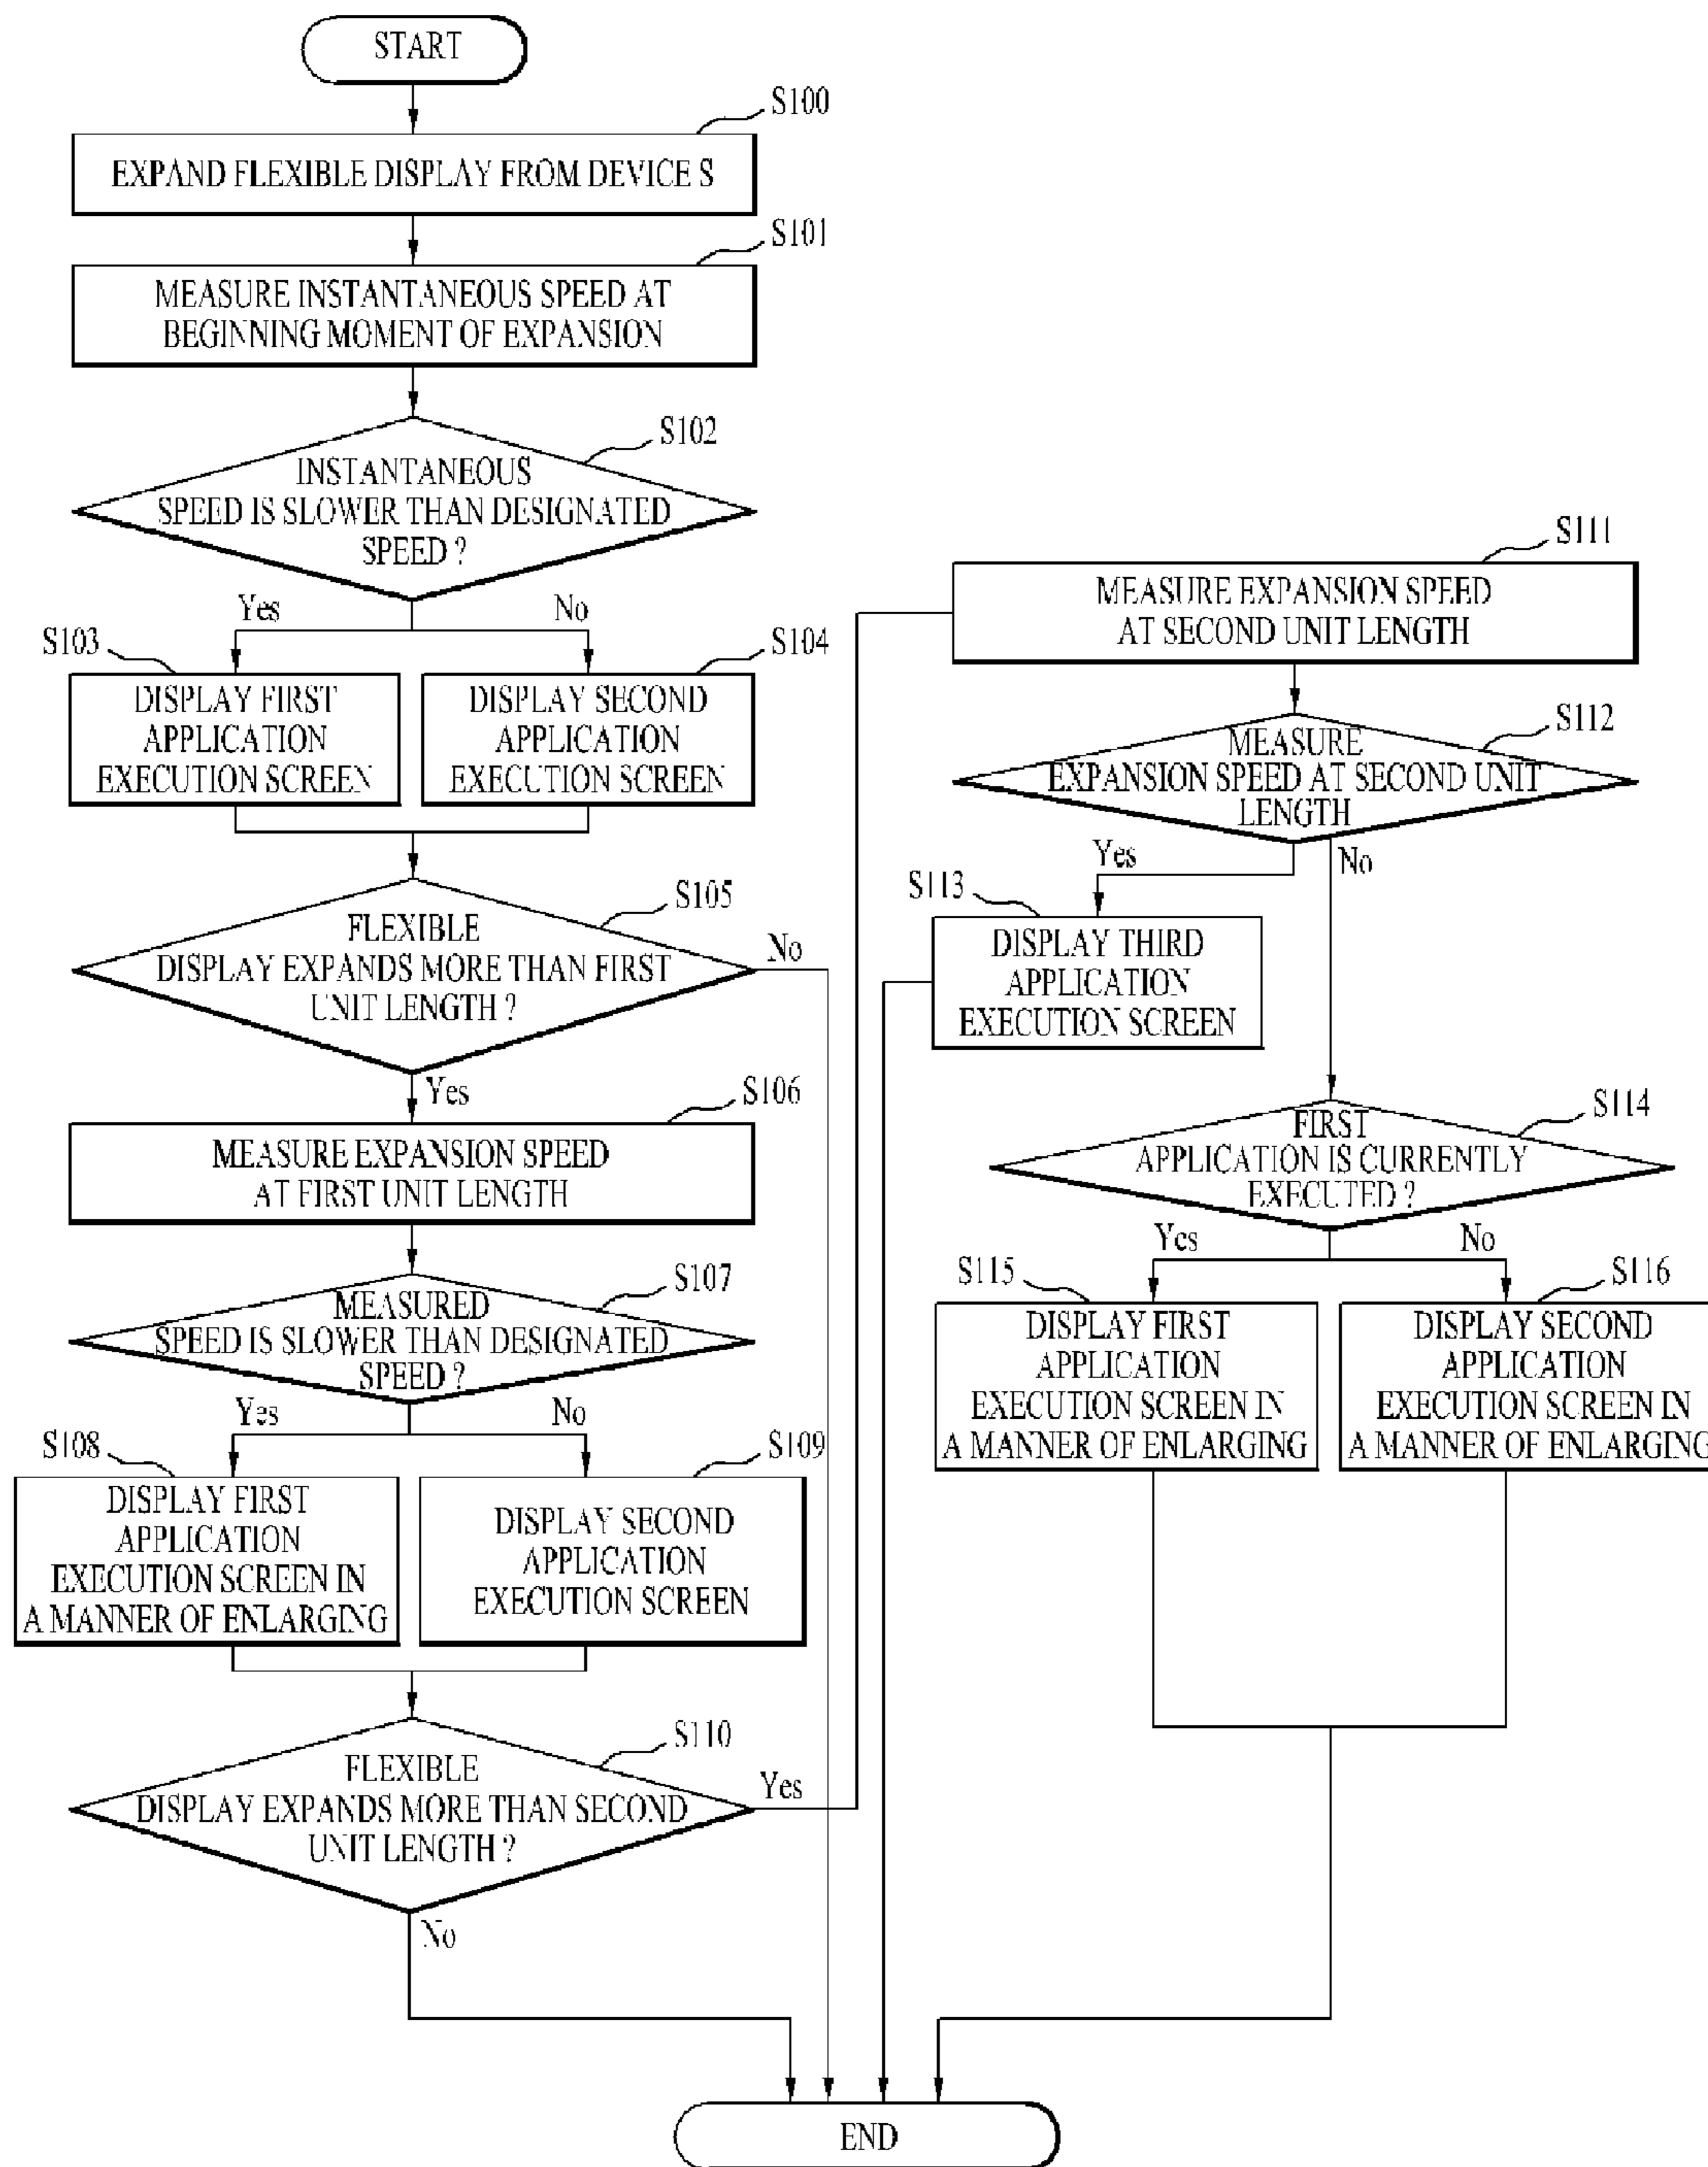 START
S100
EXPAND FLEXIBLE DISPLAY FROM DEVICE S
S101
MEASURE INSTANTANEOUS SPEED AT
BEGINNING MOMENT OF EXPANSION
S102
INSTANTANEOUS
SPEED IS SLOWER THAN DESIGNATED
SPEED ?
Yes
No
S103
DISPLAY FIRST
APPLICATION
EXECUTION SCREEN
S104
DISPLAY SECOND
APPLICATION
EXECUTION SCREEN
S105
FLEXIBLE
DISPLAY EXPANDS MORE THAN FIRST
UNIT LENGTH ?
No
Yes
S106
MEASURE EXPANSION SPEED
AT FIRST UNIT LENGTH
S107
MEASURED
SPEED IS SLOWER THAN DESIGNATED
SPEED ?
Yes
No
S108
DISPLAY FIRST
APPLICATION
EXECUTION SCREEN IN
A MANNER OF ENLARGING
S109
DISPLAY SECOND
APPLICATION
EXECUTION SCREEN
S110
FLEXIBLE
DISPLAY EXPANDS MORE THAN SECOND
UNIT LENGTH ?
Yes
No
S111
MEASURE EXPANSION SPEED
AT SECOND UNIT LENGTH
S112
MEASURE
EXPANSION SPEED AT SECOND UNIT
LENGTH
Yes
No
S113
DISPLAY THIRD
APPLICATION
EXECUTION SCREEN
S114
FIRST
APPLICATION IS CURRENTLY
EXECUTED ?
Yes
No
S115
DISPLAY FIRST
APPLICATION
EXECUTION SCREEN IN
A MANNER OF ENLARGING
S116
DISPLAY SECOND
APPLICATION
EXECUTION SCREEN IN
A MANNER OF ENLARGING
END